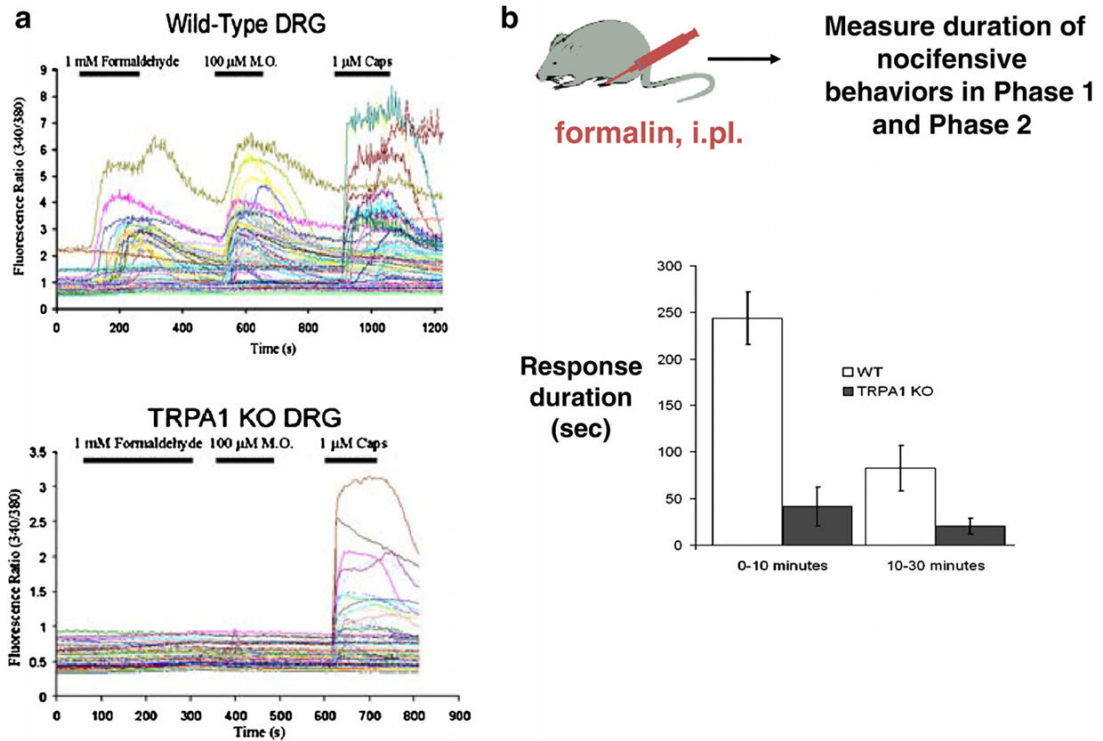 a
Wild-Type DRG
1 mM Formaldehyde 100 µM M.O. 1 µM Caps
Fluorescence Ratio (340/380)
9
8
7
6
5
4
3
2
1
0
0 200 400 600 800 1000 1200
Time (s)
TRPA1 KO DRG
1 mM Formaldehyde 100 µM M.O. 1 µM Caps
Fluorescence Ratio (340/380)
3.5
3
2.5
2
1.5
1
0.5
0
0 100 200 300 400 500 600 700 800 900
Time (s)
b
formalin, i.pl.
Measure duration of
nocifensive
behaviors in Phase 1
and Phase 2
Response
duration
(sec)
300
250
200
150
100
50
0
WT
TRPA1 KO
0-10 minutes 10-30 minutes